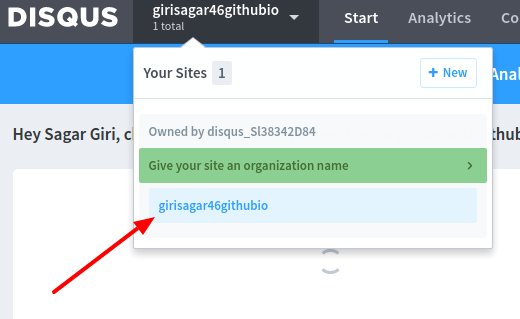 DISQUS
girisagar46githubio
1 total
Start
Analytics
Co
Your Sites 1
+ New
Anal
Hey Sagar Giri, c
thub
Owned by disqus_Sl38342D84
Give your site an organization name
girisagar46githubio